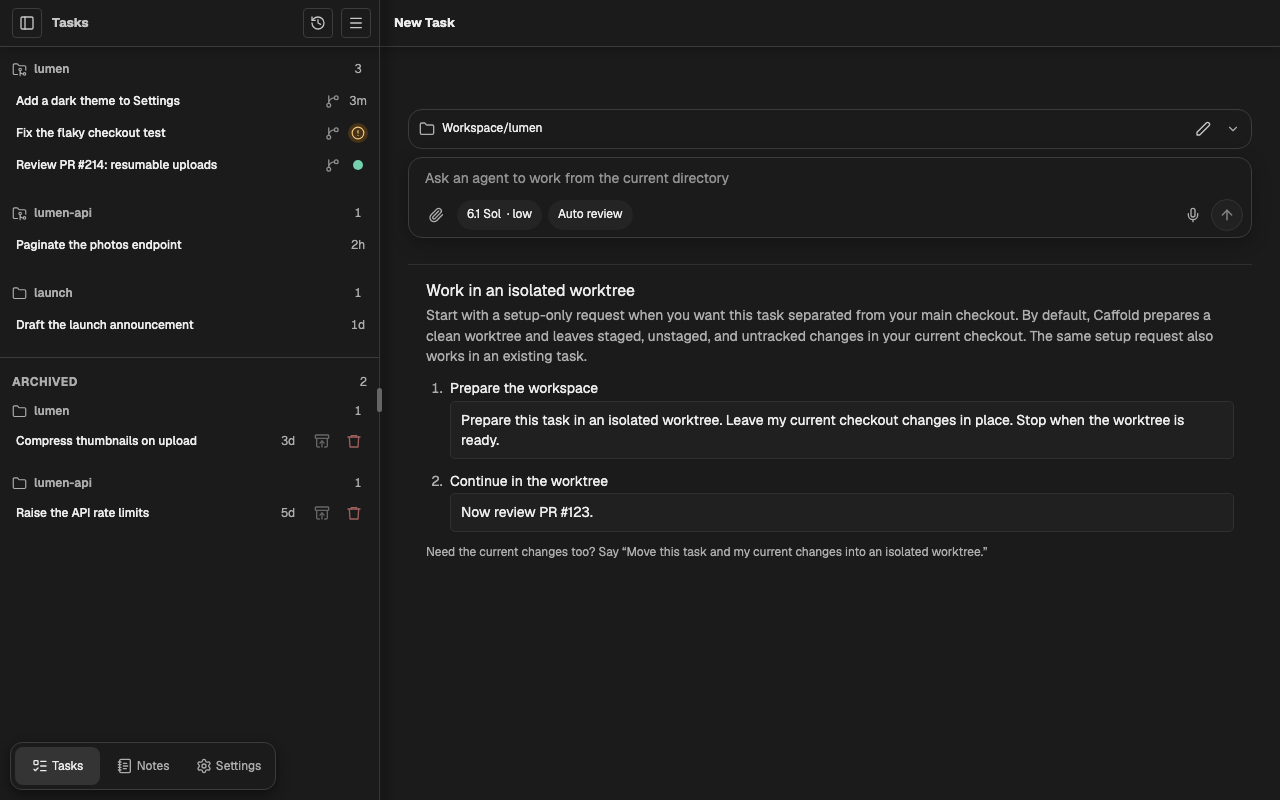 Tasks
lumen 3
Add a dark theme to Settings 3m
Fix the flaky checkout test
Review PR #214: resumable uploads
lumen-api 1
Paginate the photos endpoint 2h
launch 1
Draft the launch announcement 1d
ARCHIVED 2
lumen 1
Compress thumbnails on upload 3d
lumen-api 1
Raise the API rate limits 5d
Tasks Notes Settings
New Task
Workspace/lumen
Ask an agent to work from the current directory
6.1 Sol · low Auto review
Work in an isolated worktree
Start with a setup-only request when you want this task separated from your main checkout. By default, Caffold prepares a
clean worktree and leaves staged, unstaged, and untracked changes in your current checkout. The same setup request also
works in an existing task.
1. Prepare the workspace
Prepare this task in an isolated worktree. Leave my current checkout changes in place. Stop when the worktree is
ready.
2. Continue in the worktree
Now review PR #123.
Need the current changes too? Say “Move this task and my current changes into an isolated worktree.”